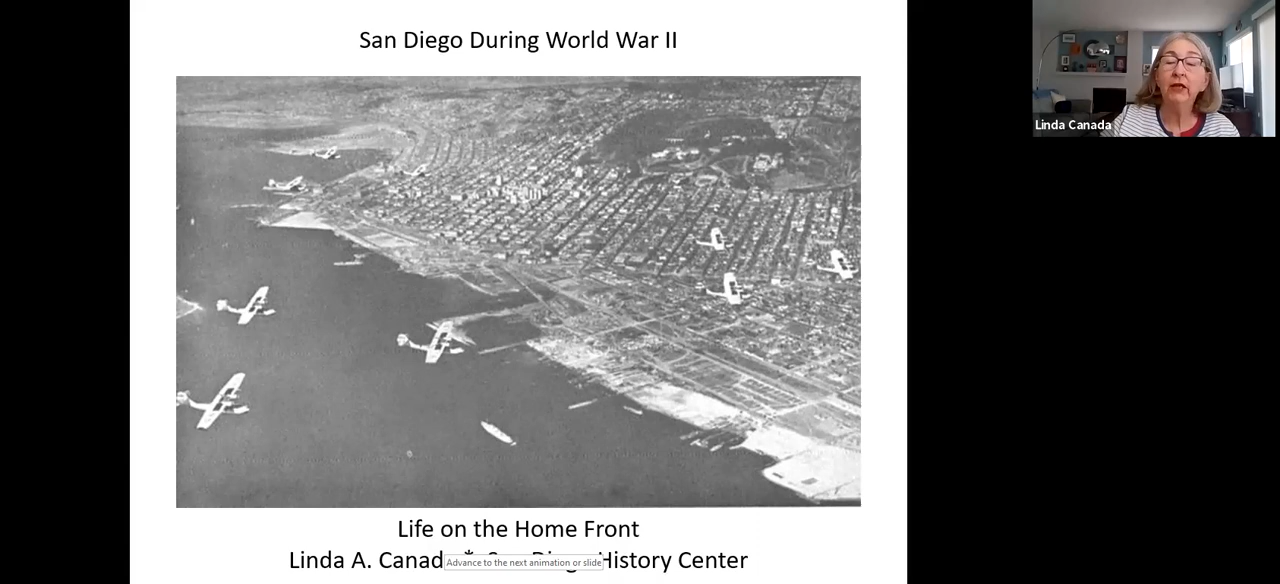 San Diego During World War II
Linda Canada
Life on the Home Front
Linda A. Canad History Center
Advance to the next animation or slide